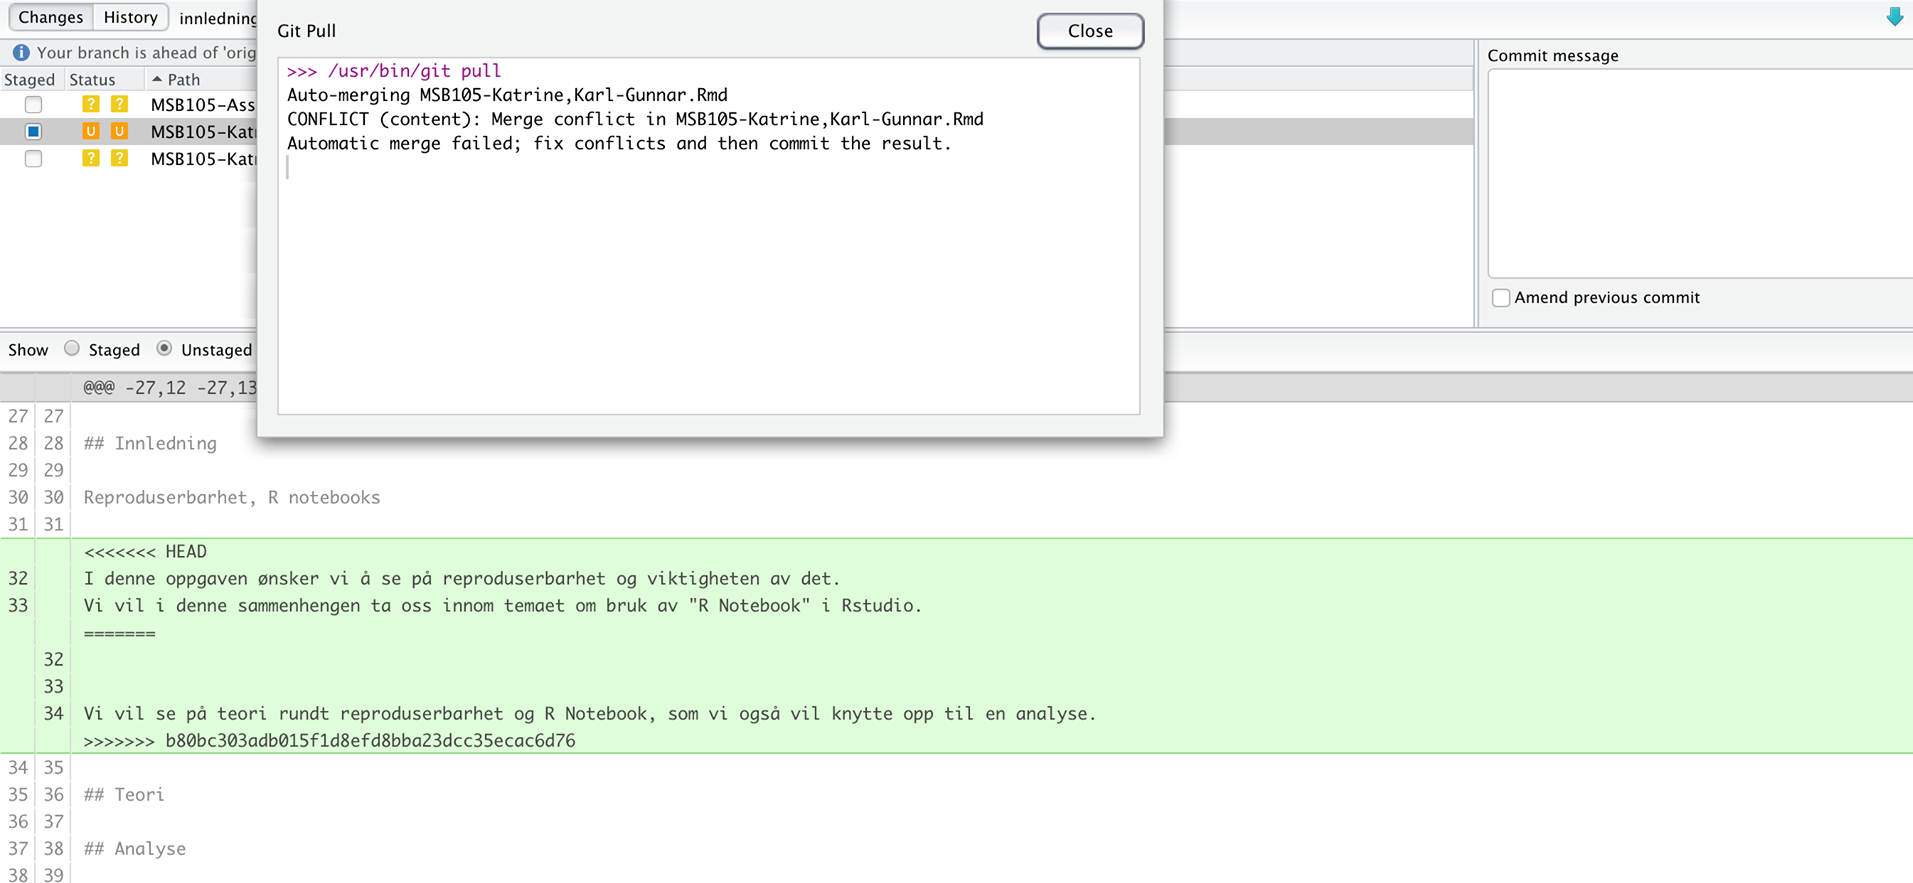 Changes History innledning
Git Pull
Close
Your branch is ahead of 'orig
Commit message
Staged Status Path
>>> /usr/bin/git pull
Auto-merging MSB105-Katrine,Karl-Gunnar.Rmd
CONFLICT (content): Merge conflict in MSB105-Katrine,Karl-Gunnar.Rmd
Automatic merge failed; fix conflicts and then commit the result.
? ? MSB105-Ass
U U MSB105-Kat
? ? MSB105-Kat
Amend previous commit
Show Staged Unstaged
@@@ -27,12 -27,13
27 27
28 28 ## Innledning
29 29
30 30 Reproduserbarhet, R notebooks
31 31
<<<<<<< HEAD
32 I denne oppgaven ønsker vi å se på reproduserbarhet og viktigheten av det.
33 Vi vil i denne sammenhengen ta oss innom temaet om bruk av "R Notebook" i Rstudio.
=======
32
33
34 Vi vil se på teori rundt reproduserbarhet og R Notebook, som vi også vil knytte opp til en analyse.
>>>>>>> b80bc303adb015f1d8efd8bba23dcc35ecac6d76
34 35
35 36 ## Teori
36 37
37 38 ## Analyse
38 39